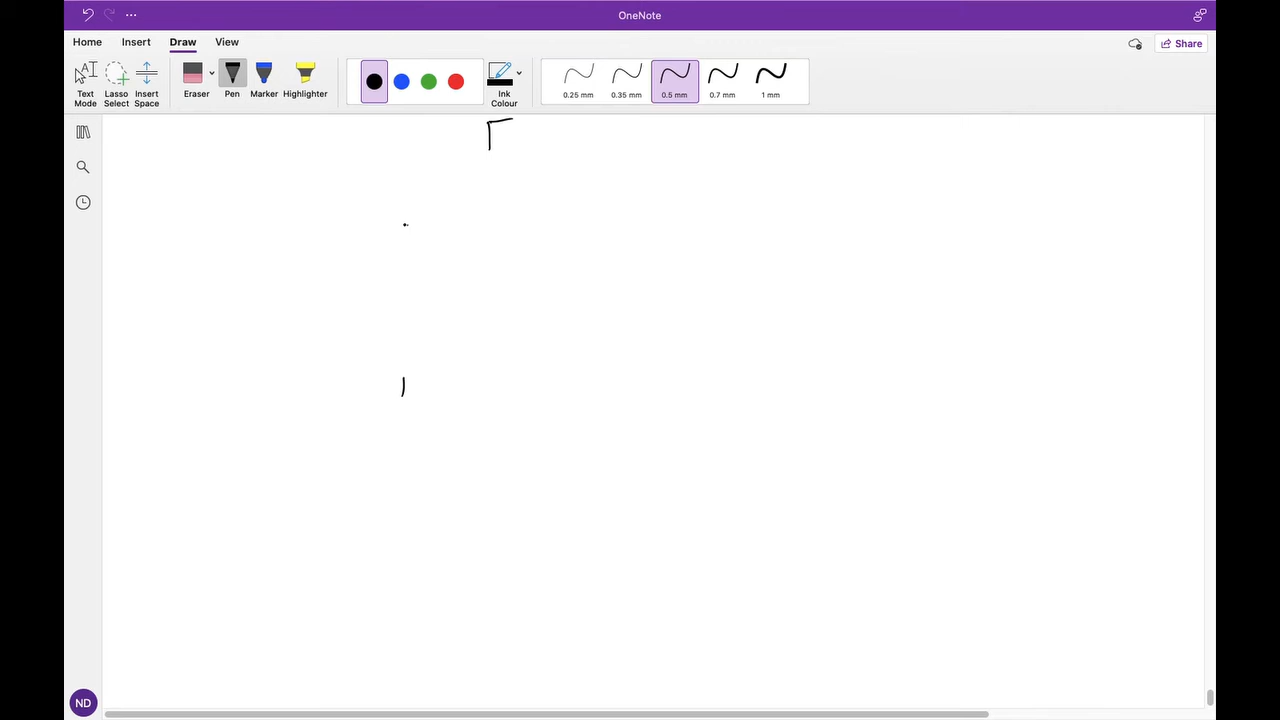 OneNote
Home Insert Draw View Share
Text Mode Lasso Select Insert Space Eraser Pen Marker Highlighter Ink Colour 0.25 mm 0.35 mm 0.5 mm 0.7 mm 1 mm
ND